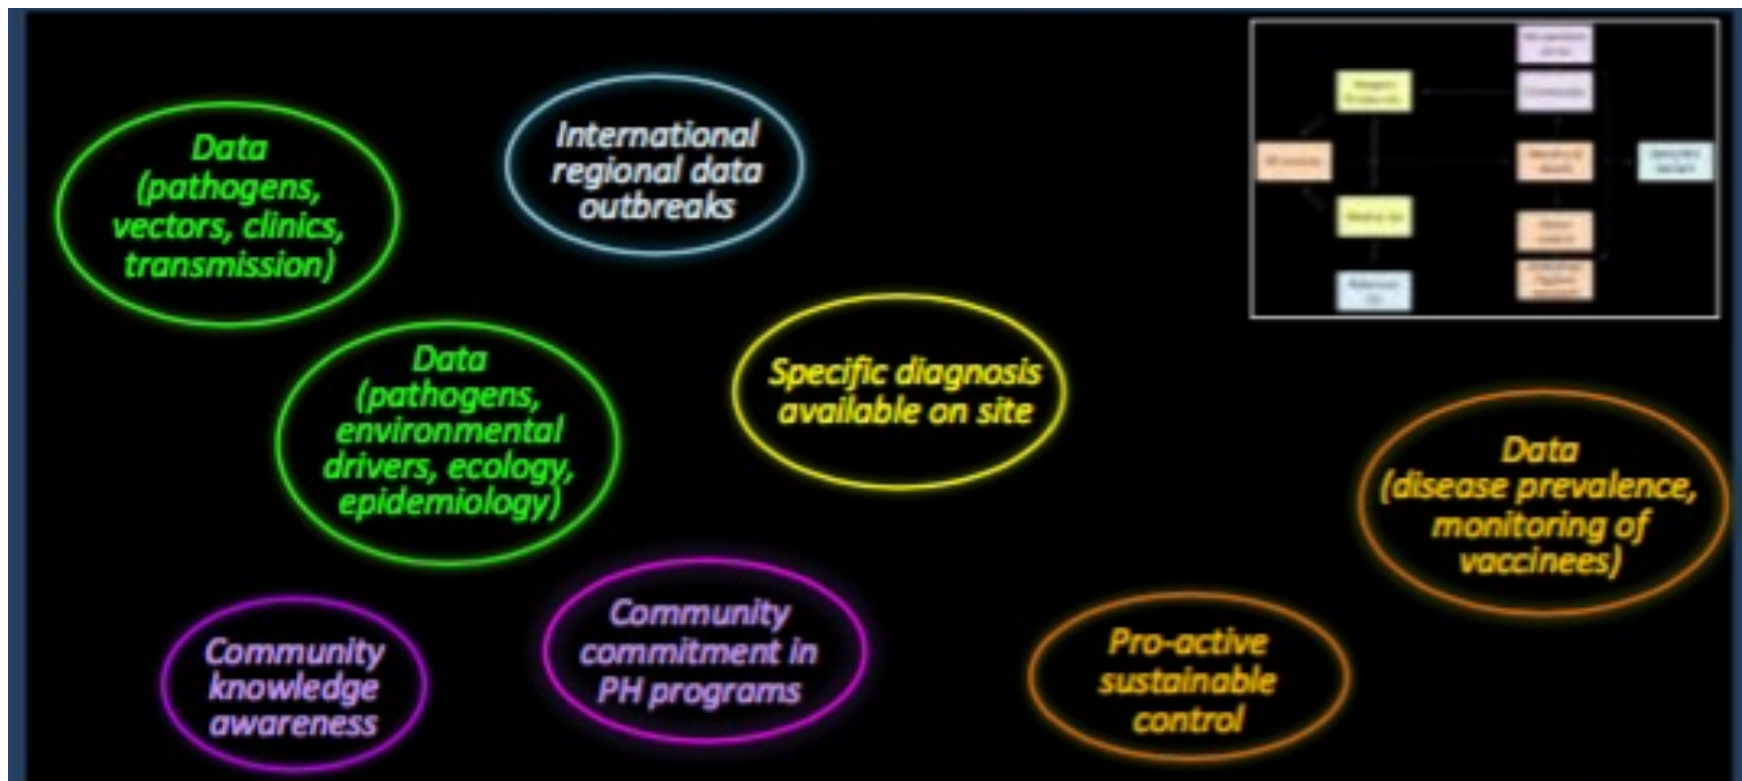 Data
(pathogens,
vectors, clinics,
transmission)
International
regional data
outbreaks
Data
(pathogens,
environmental
drivers, ecology,
epidemiology)
Specific diagnosis
available on site
Data
(disease prevalence,
monitoring of
vaccinees)
Community
knowledge
awareness
Community
commitment in
PH programs
Pro-active
sustainable
control